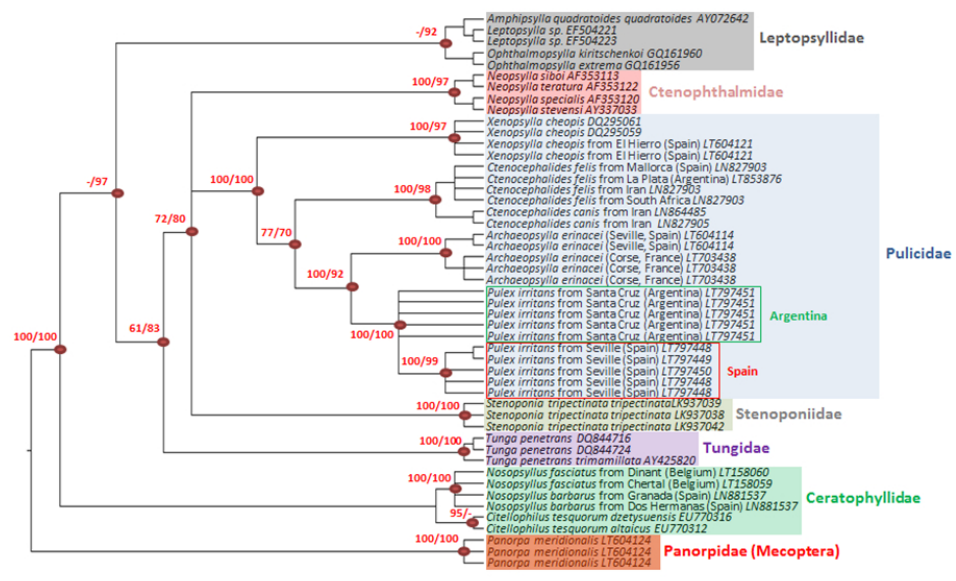 Amphipsylla quadratoides quadratoides AY072642
Leptopsylla sp. EF504221
Leptopsylla sp. EF504223
Ophthalmopsylla kiritschenkoi GQ161960
Ophthalmopsylla extrema GQ161956
-/92
Leptopsyllidae
Neopsylla siboi AF353113
Neopsylla teratura AF353122
Neopsylla specialis AF353120
Neopsylla stevensi AY337033
100/97
Ctenophthalmidae
Xenopsylla cheopis DQ295061
Xenopsylla cheopis DQ295059
Xenopsylla cheopis from El Hierro (Spain) LT604121
Xenopsylla cheopis from El Hierro (Spain) LT604121
100/97
Ctenocephalides felis from Mallorca (Spain) LN827903
Ctenocephalides felis from La Plata (Argentina) LT853876
Ctenocephalides felis from Iran LN827903
Ctenocephalides felis from South Africa LN827903
Ctenocephalides canis from Iran LN864485
Ctenocephalides canis from Iran LN827905
100/98
-/97
100/100
72/80
77/70
Archaeopsylla erinacei (Seville, Spain) LT604114
Archaeopsylla erinacei (Seville, Spain) LT604114
Archaeopsylla erinacei (Corse, France) LT703438
Archaeopsylla erinacei (Corse, France) LT703438
Archaeopsylla erinacei (Corse, France) LT703438
100/100
100/92
Pulicidae
Pulex irritans from Santa Cruz (Argentina) LT797451
Pulex irritans from Santa Cruz (Argentina) LT797451
Pulex irritans from Santa Cruz (Argentina) LT797451
Pulex irritans from Santa Cruz (Argentina) LT797451
Pulex irritans from Santa Cruz (Argentina) LT797451
Argentina
100/100
61/83
100/100
Pulex irritans from Seville (Spain) LT797448
Pulex irritans from Seville (Spain) LT797449
Pulex irritans from Seville (Spain) LT797450
Pulex irritans from Seville (Spain) LT797448
Pulex irritans from Seville (Spain) LT797448
100/99
Spain
Stenoponia tripectinata tripectinata LK937039
Stenoponia tripectinata tripectinata LK937038
Stenoponia tripectinata tripectinata LK937042
100/100
Stenoponiidae
Tunga penetrans DQ844716
Tunga penetrans DQ844724
Tunga penetrans trimamillata AY425820
100/100
Tungidae
Nosopsyllus fasciatus from Dinant (Belgium) LT158060
Nosopsyllus fasciatus from Chertal (Belgium) LT158059
Nosopsyllus barbarus from Granada (Spain) LN881537
Nosopsyllus barbarus from Dos Hermanas (Spain) LN881537
Citellophilus tesquorum dzetysuensis EU770316
Citellophilus tesquorum altaicus EU770312
100/100
95/-
Ceratophyllidae
Panorpa meridionalis LT604124
Panorpa meridionalis LT604124
Panorpa meridionalis LT604124
100/100
Panorpidae (Mecoptera)